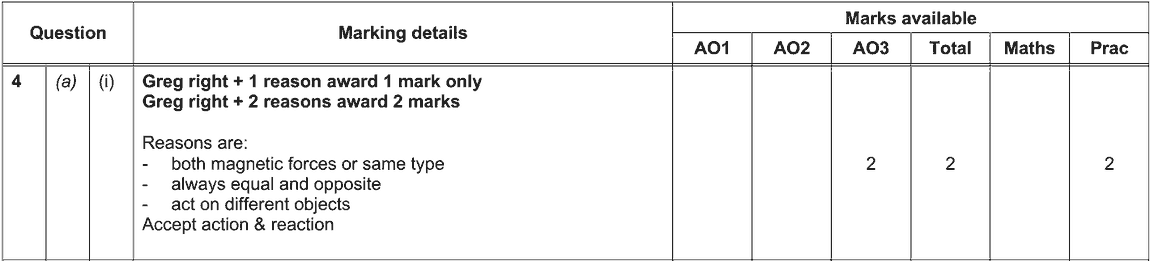 Question Marking details Marks available
AO1 AO2 AO3 Total Maths Prac
4 (a) (i) Greg right + 1 reason award 1 mark only
Greg right + 2 reasons award 2 marks
Reasons are:
- both magnetic forces or same type 2 2 2
- always equal and opposite
- act on different objects
Accept action & reaction